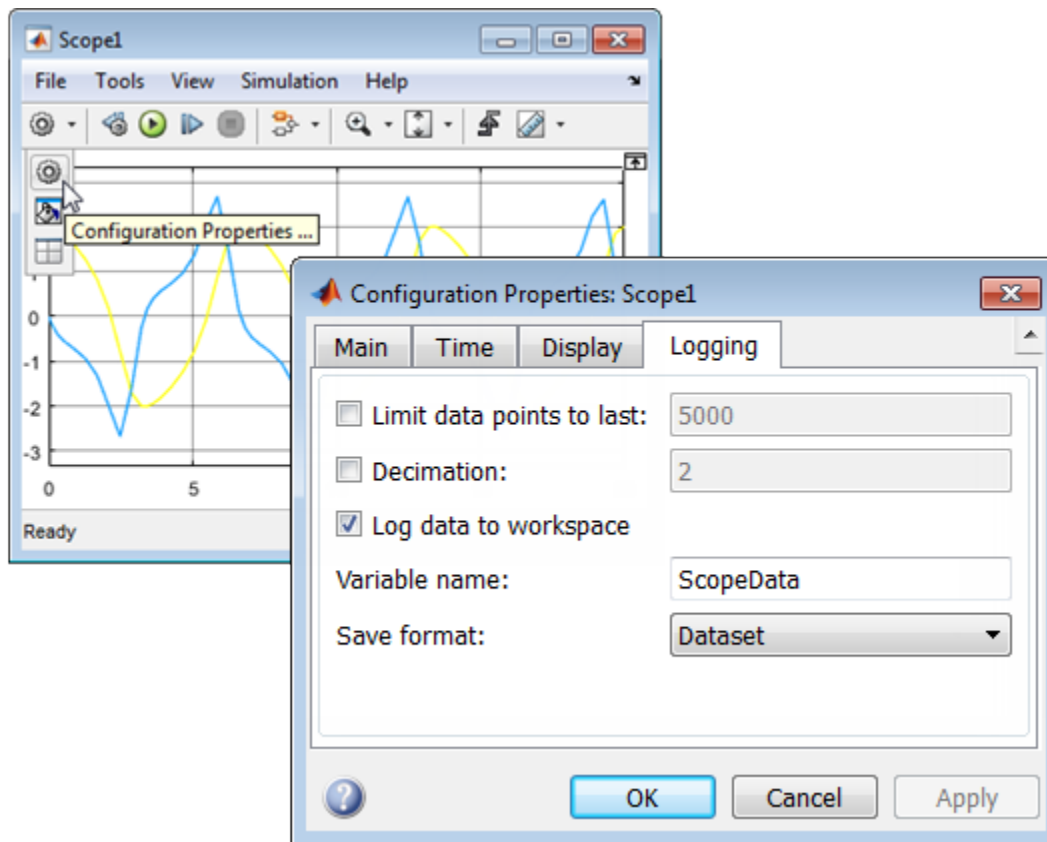 Scope1
File Tools View Simulation Help
Configuration Properties ...
0
-1
-2
-3
0 5
Ready
Configuration Properties: Scope1
Main Time Display Logging
Limit data points to last: 5000
Decimation: 2
Log data to workspace
Variable name: ScopeData
Save format: Dataset
? OK Cancel Apply